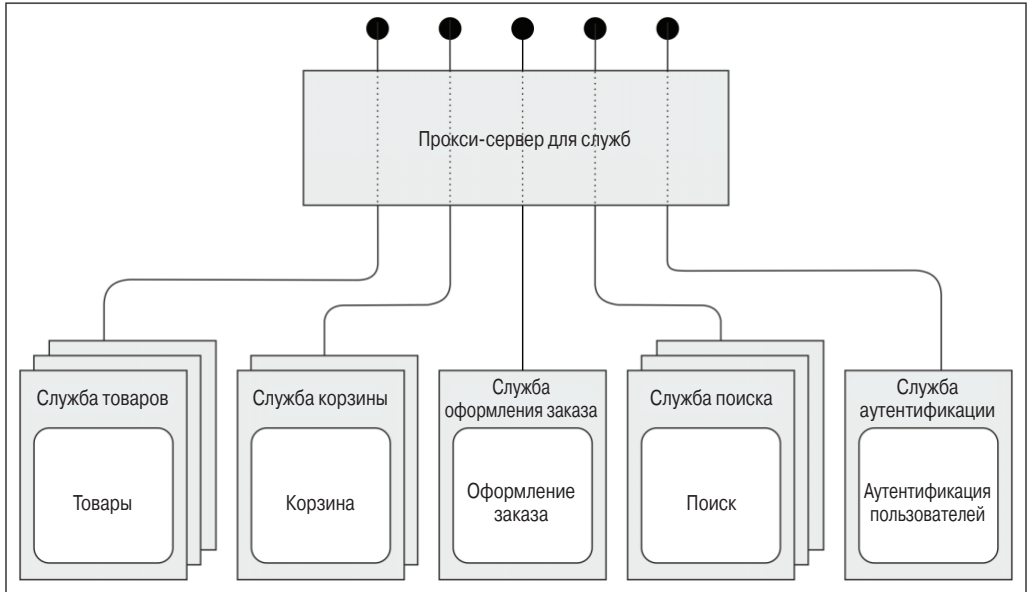 Прокси-сервер для служб
Служба товаров
Служба корзины
Служба
оформления заказа
Служба поиска
Служба
аутентификации
Товары
Корзина
Оформление
заказа
Поиск
Аутентификация
пользователей